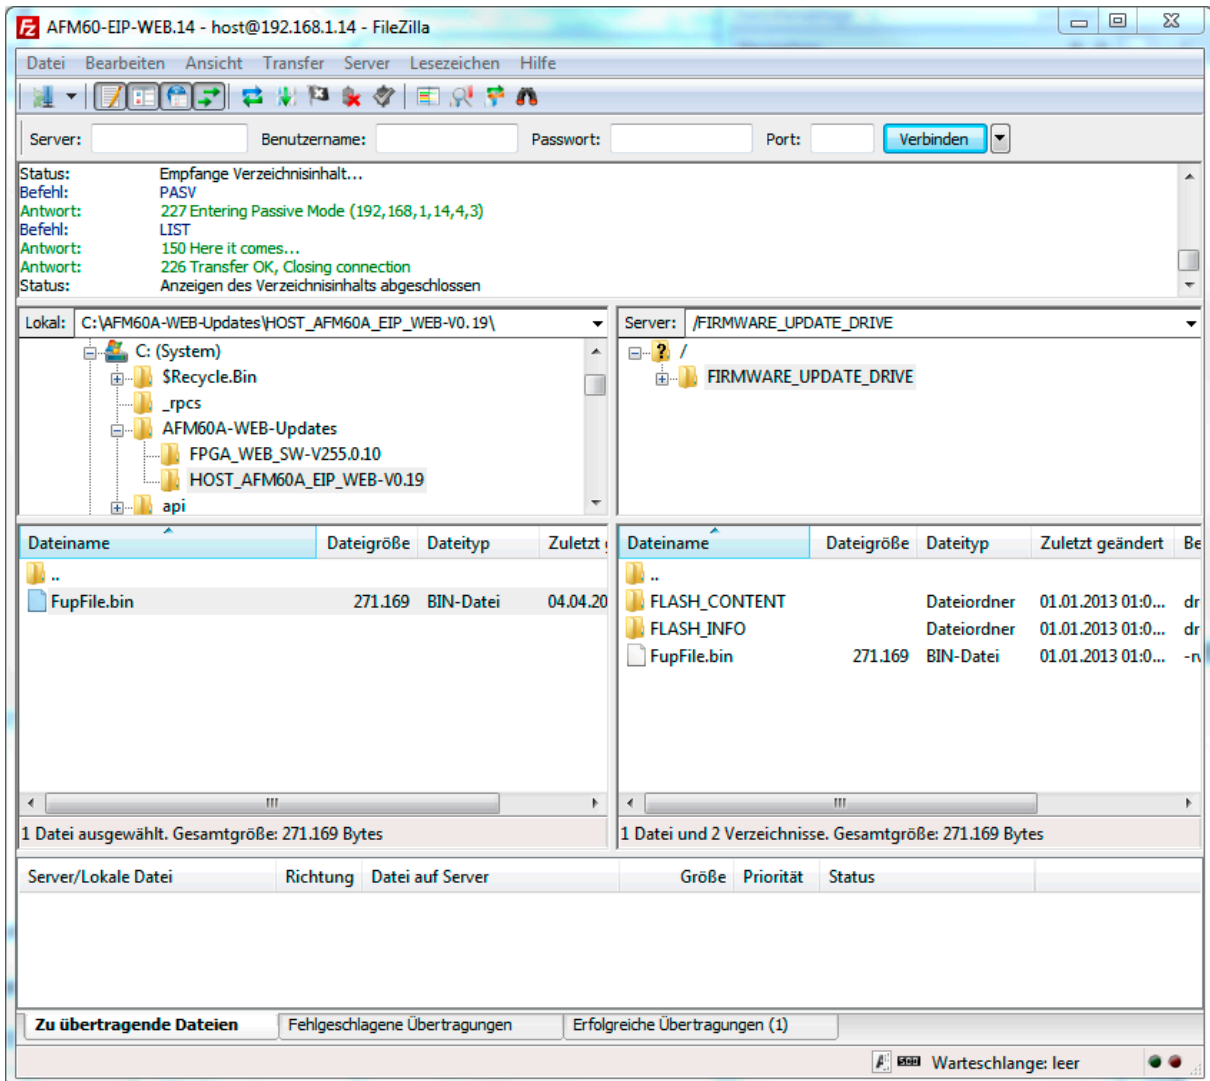 AFM60-EIP-WEB.14 - host@192.168.1.14 - FileZilla
Datei Bearbeiten Ansicht Transfer Server Lesezeichen Hilfe
Server: Benutzername: Passwort: Port: Verbinden
Status: Empfange Verzeichnisinhalt...
Befehl: PASV
Antwort: 227 Entering Passive Mode (192,168,1,14,4,3)
Befehl: LIST
Antwort: 150 Here it comes...
Antwort: 226 Transfer OK, Closing connection
Status: Anzeigen des Verzeichnisinhalts abgeschlossen
Lokal: C:\AFM60A-WEB-Updates\HOST_AFM60A_EIP_WEB-V0.19\
C: (System)
$Recycle.Bin
_rpcs
AFM60A-WEB-Updates
FPGA_WEB_SW-V255.0.10
HOST_AFM60A_EIP_WEB-V0.19
api
Server: /FIRMWARE_UPDATE_DRIVE
/
FIRMWARE_UPDATE_DRIVE
Dateiname Dateigröße Dateityp Zuletzt
..
FupFile.bin 271.169 BIN-Datei 04.04.20
1 Datei ausgewählt. Gesamtgröße: 271.169 Bytes
Dateiname Dateigröße Dateityp Zuletzt geändert Be
..
FLASH_CONTENT Dateiordner 01.01.2013 01:0... dr
FLASH_INFO Dateiordner 01.01.2013 01:0... dr
FupFile.bin 271.169 BIN-Datei 01.01.2013 01:0...
1 Datei und 2 Verzeichnisse. Gesamtgröße: 271.169 Bytes
Server/Lokale Datei Richtung Datei auf Server Größe Priorität Status
Zu übertragende Dateien Fehlgeschlagene Übertragungen Erfolgreiche Übertragungen (1)
Warteschlange: leer